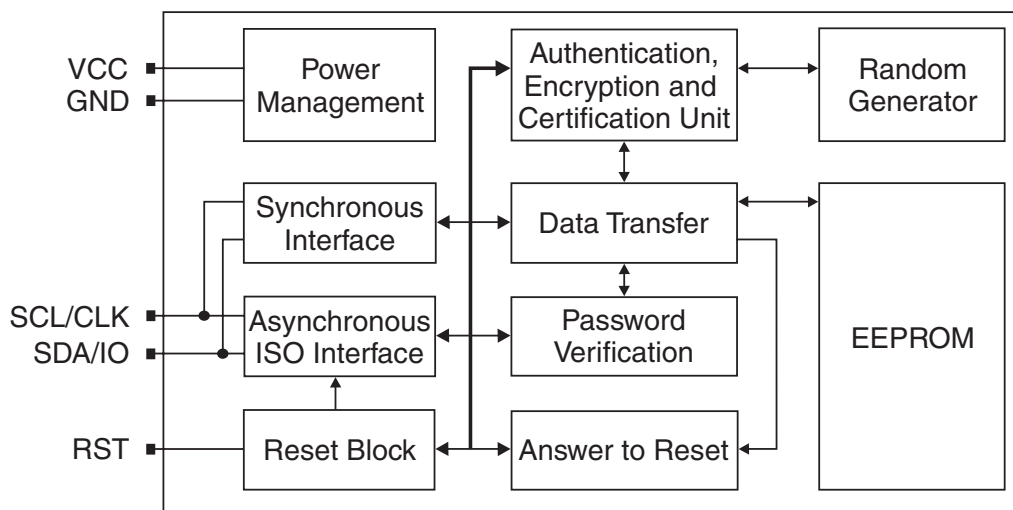 VCC
GND
Power
Management
Authentication,
Encryption and
Certification Unit
Random
Generator
Synchronous
Interface
Data Transfer
SCL/CLK
SDA/IO
Asynchronous
ISO Interface
Password
Verification
EEPROM
RST
Reset Block
Answer to Reset